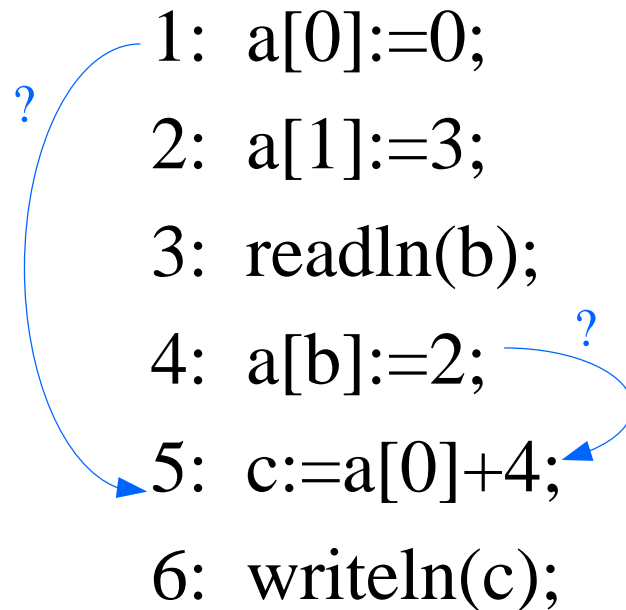 1: a[0]:=0;
?
2: a[1]:=3;
3: readln(b);
?
4: a[b]:=2;
5: c:=a[0]+4;
6: writeln(c);